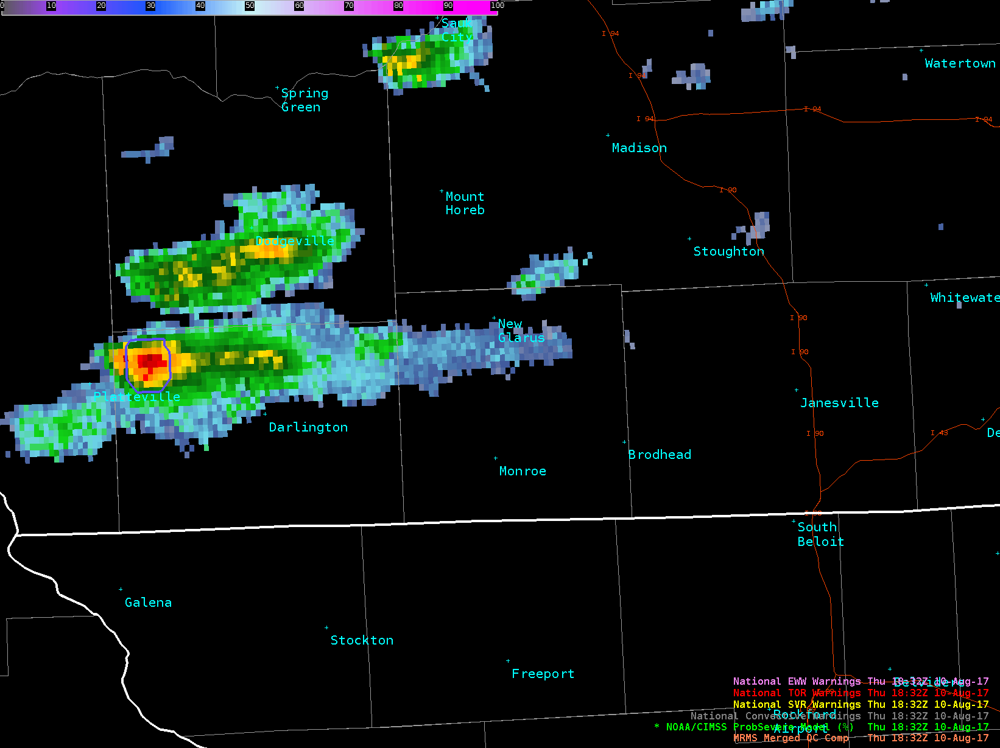 0 10 20 30 40 50 60 70 80 90 100
Sauk
City
I 94
Watertown
I 94
Spring
Green
I 94
I 94
I 94
Madison
I 90
Mount
Horeb
Dodgeville
Stoughton
Whitewate
I 90
New
Glarus
I 90
Platteville
Janesville
Darlington
I 90
I 43
De
Brodhead
Monroe
South
Beloit
Galena
Stockton
Freeport
Belvidere
National EWW Warnings Thu 18:32Z 10-Aug-17
National TOR Warnings Thu 18:32Z 10-Aug-17
National SVR Warnings Thu 18:32Z 10-Aug-17
Rockford
National Convective Warnings Thu 18:32Z 10-Aug-17
Airport
* NOAA/CIMSS ProbSevere Model (%) Thu 18:32Z 10-Aug-17
MRMS Merged QC Comp Thu 18:32Z 10-Aug-17